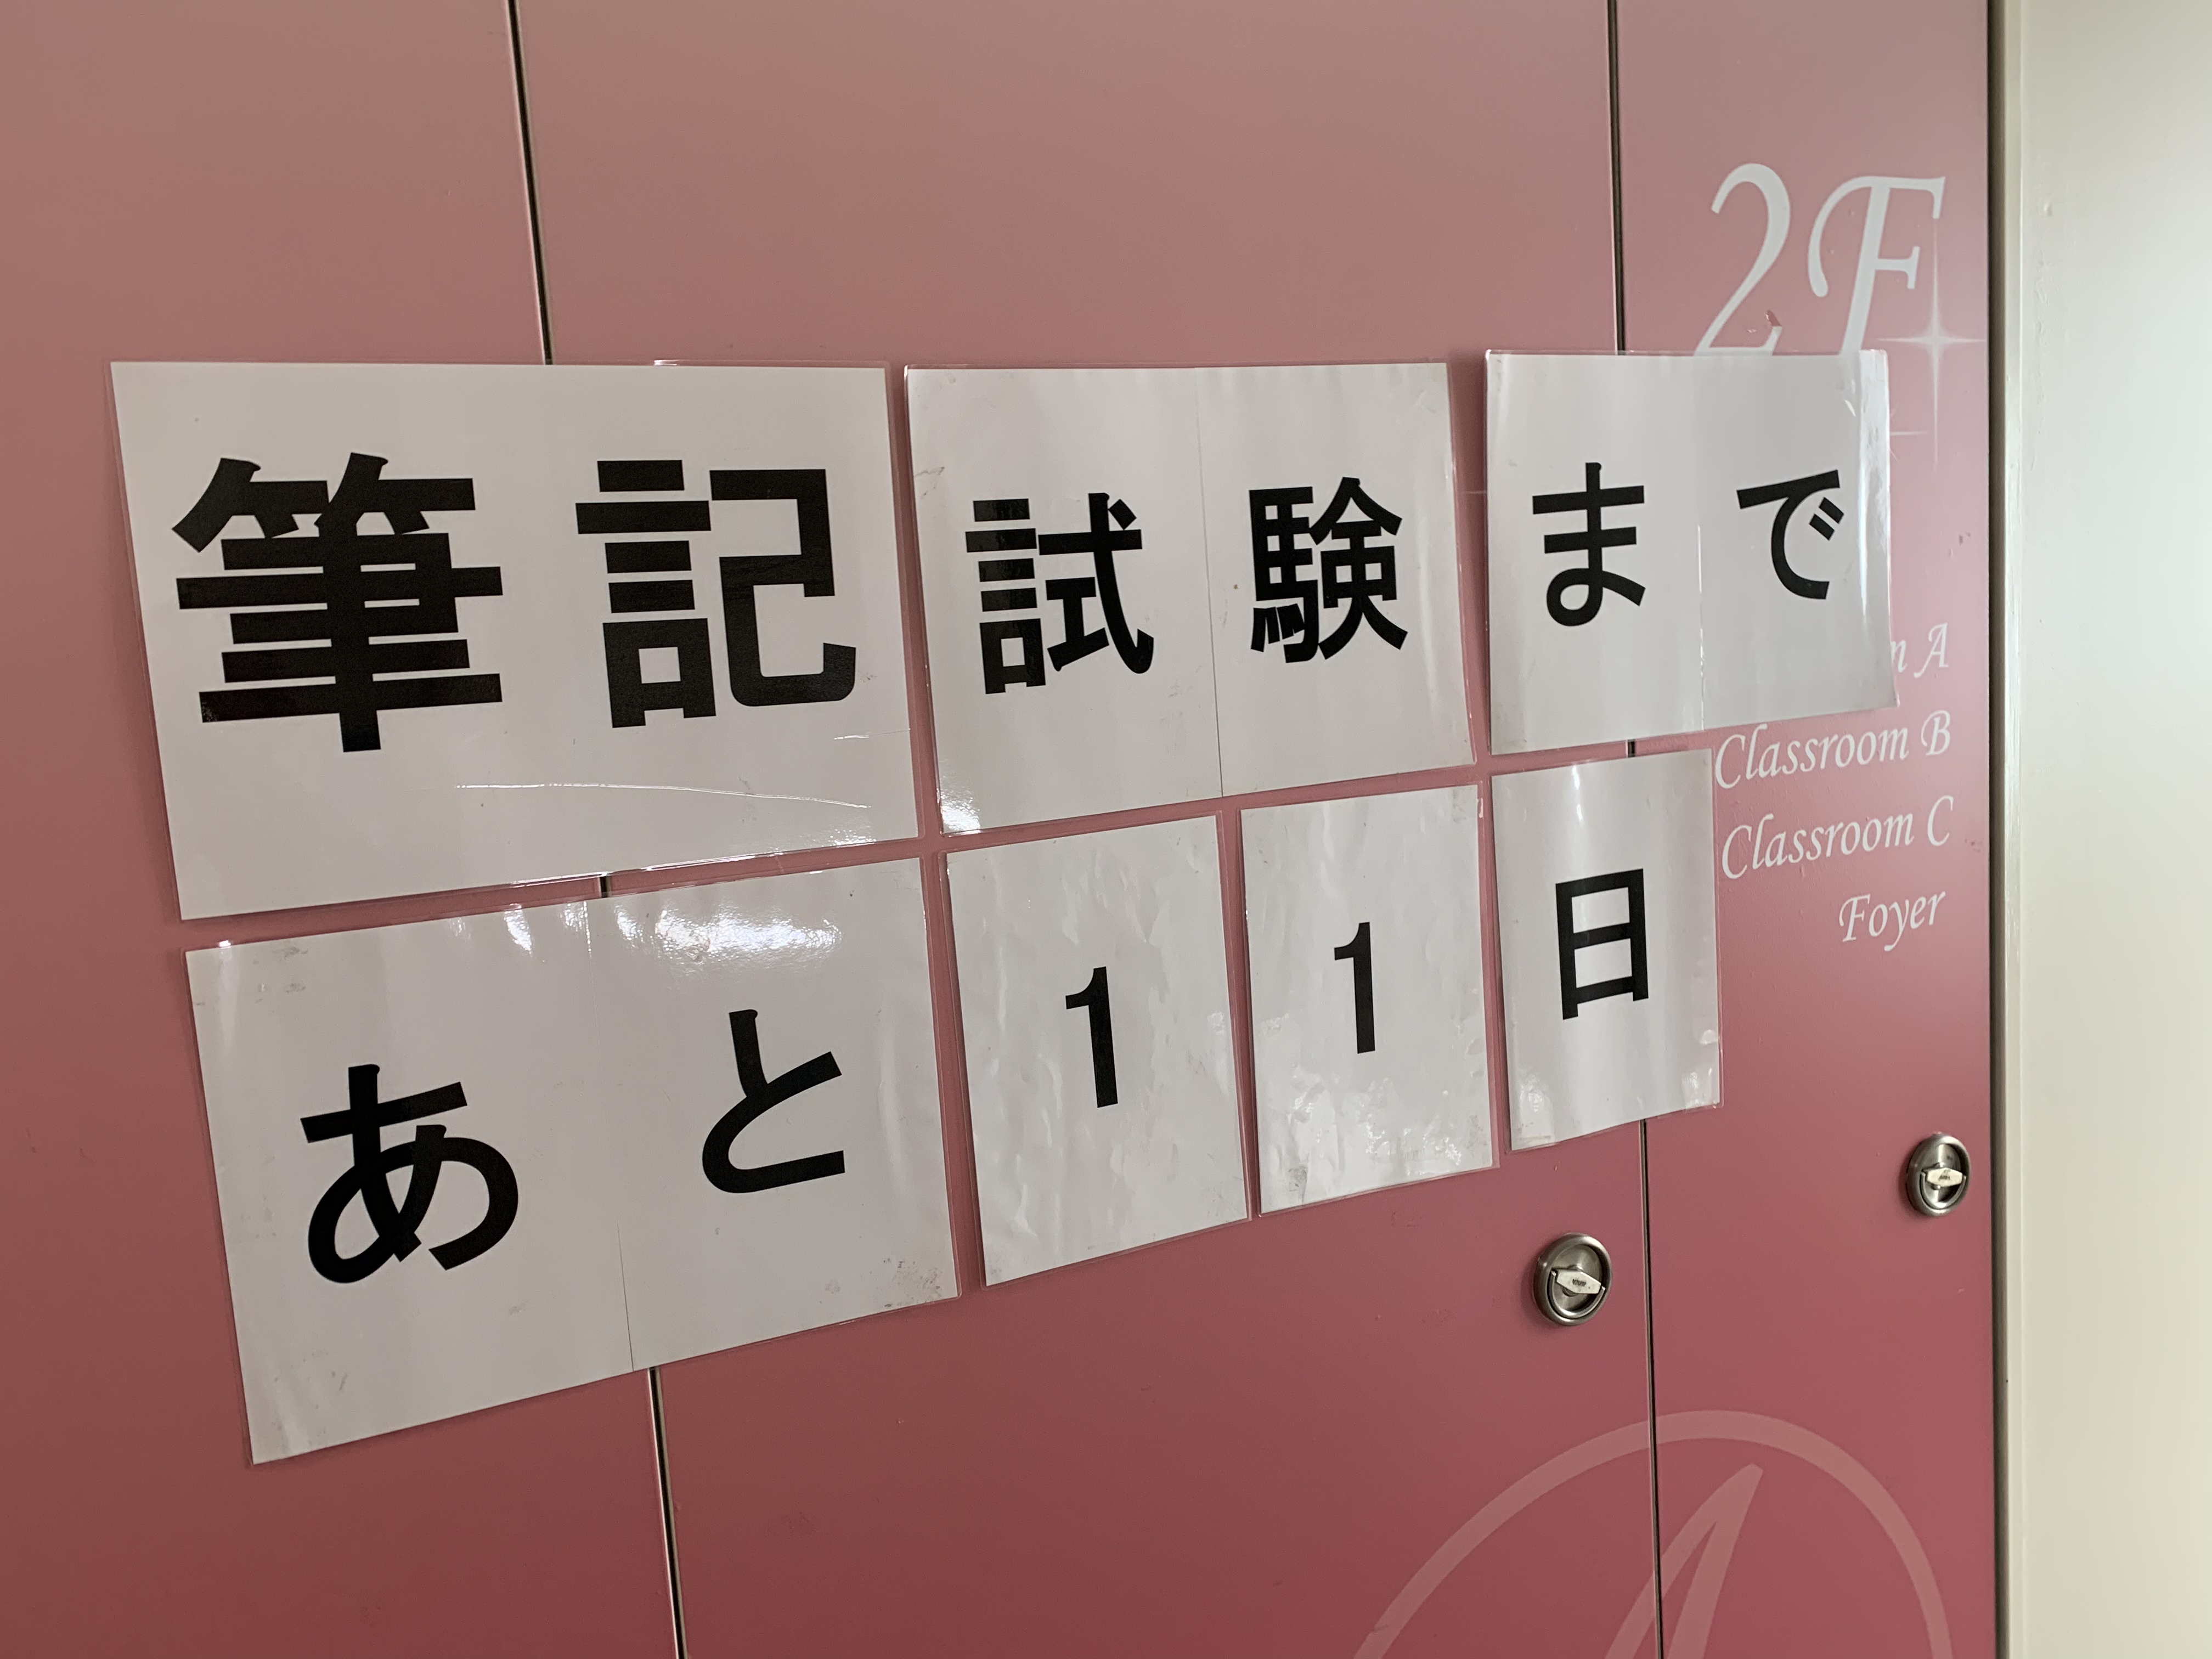 筆記試験まで
あと11日
2F
n A
Classroom B
Classroom C
Foyer